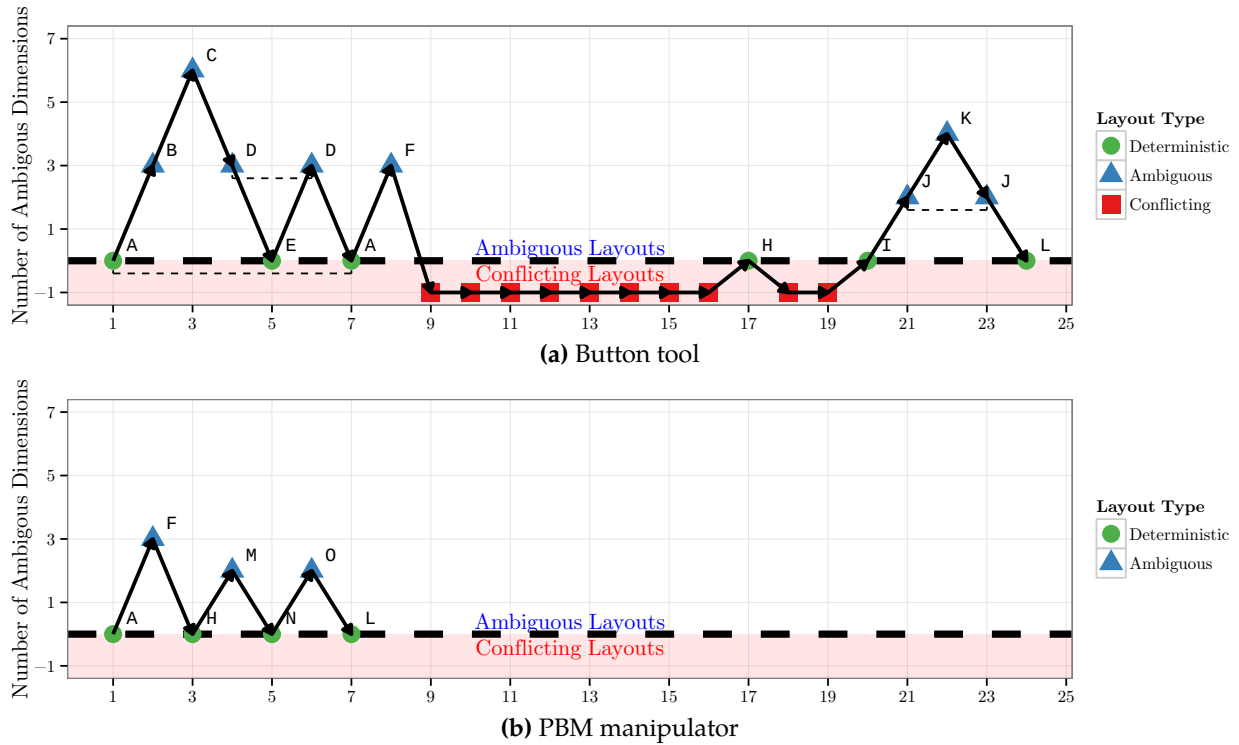 Number of Ambigous Dimensions
7
5
3
1
−1
C
B
D
D
F
K
J
J
A
E
A
H
I
L
Ambiguous Layouts
Conflicting Layouts
1 3 5 7 9 11 13 15 17 19 21 23 25
Layout Type
Deterministic
Ambiguous
Conflicting
(a) Button tool
Number of Ambigous Dimensions
7
5
3
1
−1
F
M
O
A
H
N
L
Ambiguous Layouts
Conflicting Layouts
1 3 5 7 9 11 13 15 17 19 21 23 25
Layout Type
Deterministic
Ambiguous
(b) PBM manipulator